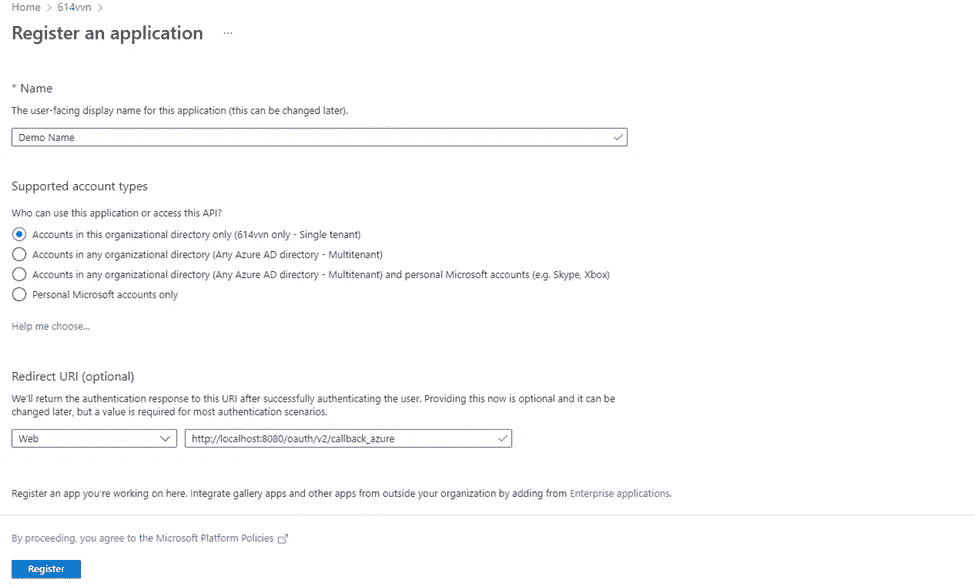 Home > 614vvn >
Register an application ...
* Name
The user-facing display name for this application (this can be changed later).
Demo Name
Supported account types
Who can use this application or access this API?
Accounts in this organizational directory only (614vvn only - Single tenant)
Accounts in any organizational directory (Any Azure AD directory - Multitenant)
Accounts in any organizational directory (Any Azure AD directory - Multitenant) and personal Microsoft accounts (e.g. Skype, Xbox)
Personal Microsoft accounts only
Help me choose...
Redirect URI (optional)
We'll return the authentication response to this URI after successfully authenticating the user. Providing this now is optional and it can be
changed later, but a value is required for most authentication scenarios.
Web http://localhost:8080/oauth/v2/callback_azure
Register an app you're working on here. Integrate gallery apps and other apps from outside your organization by adding from Enterprise applications.
By proceeding, you agree to the Microsoft Platform Policies
Register